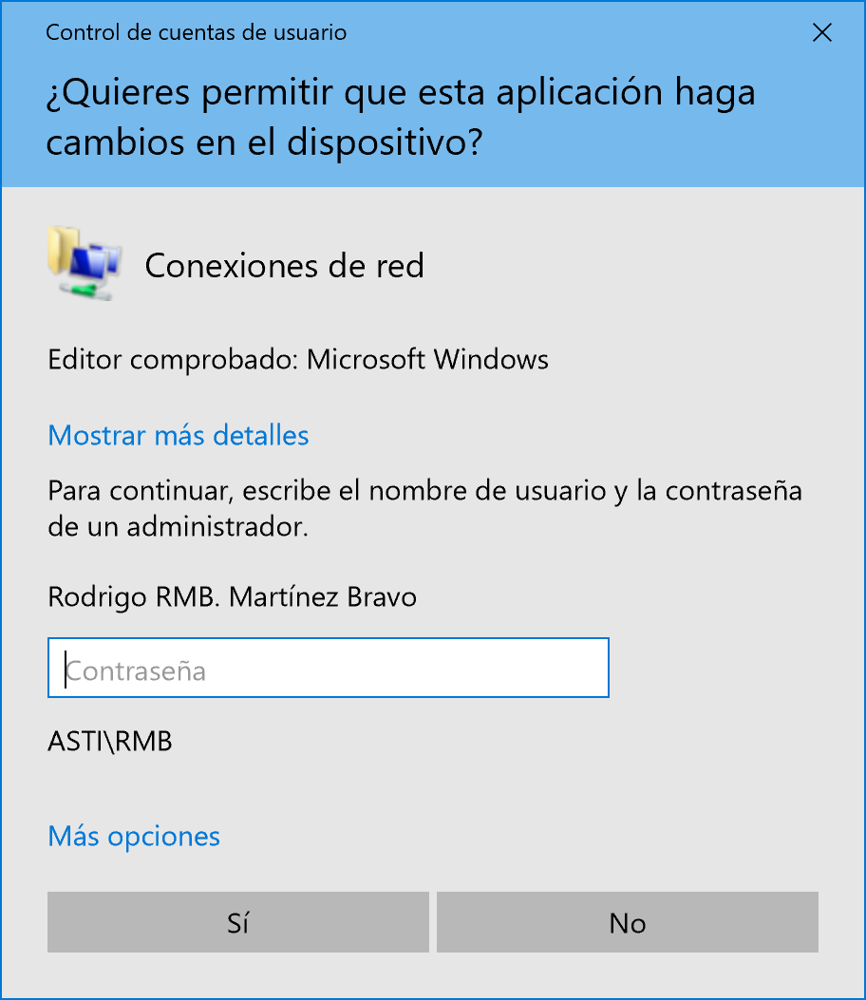 Control de cuentas de usuario
¿Quieres permitir que esta aplicación haga
cambios en el dispositivo?
Conexiones de red
Editor comprobado: Microsoft Windows
Mostrar más detalles
Para continuar, escribe el nombre de usuario y la contraseña
de un administrador.
Rodrigo RMB. Martínez Bravo
Contraseña
ASTI\RMB
Más opciones
Sí
No